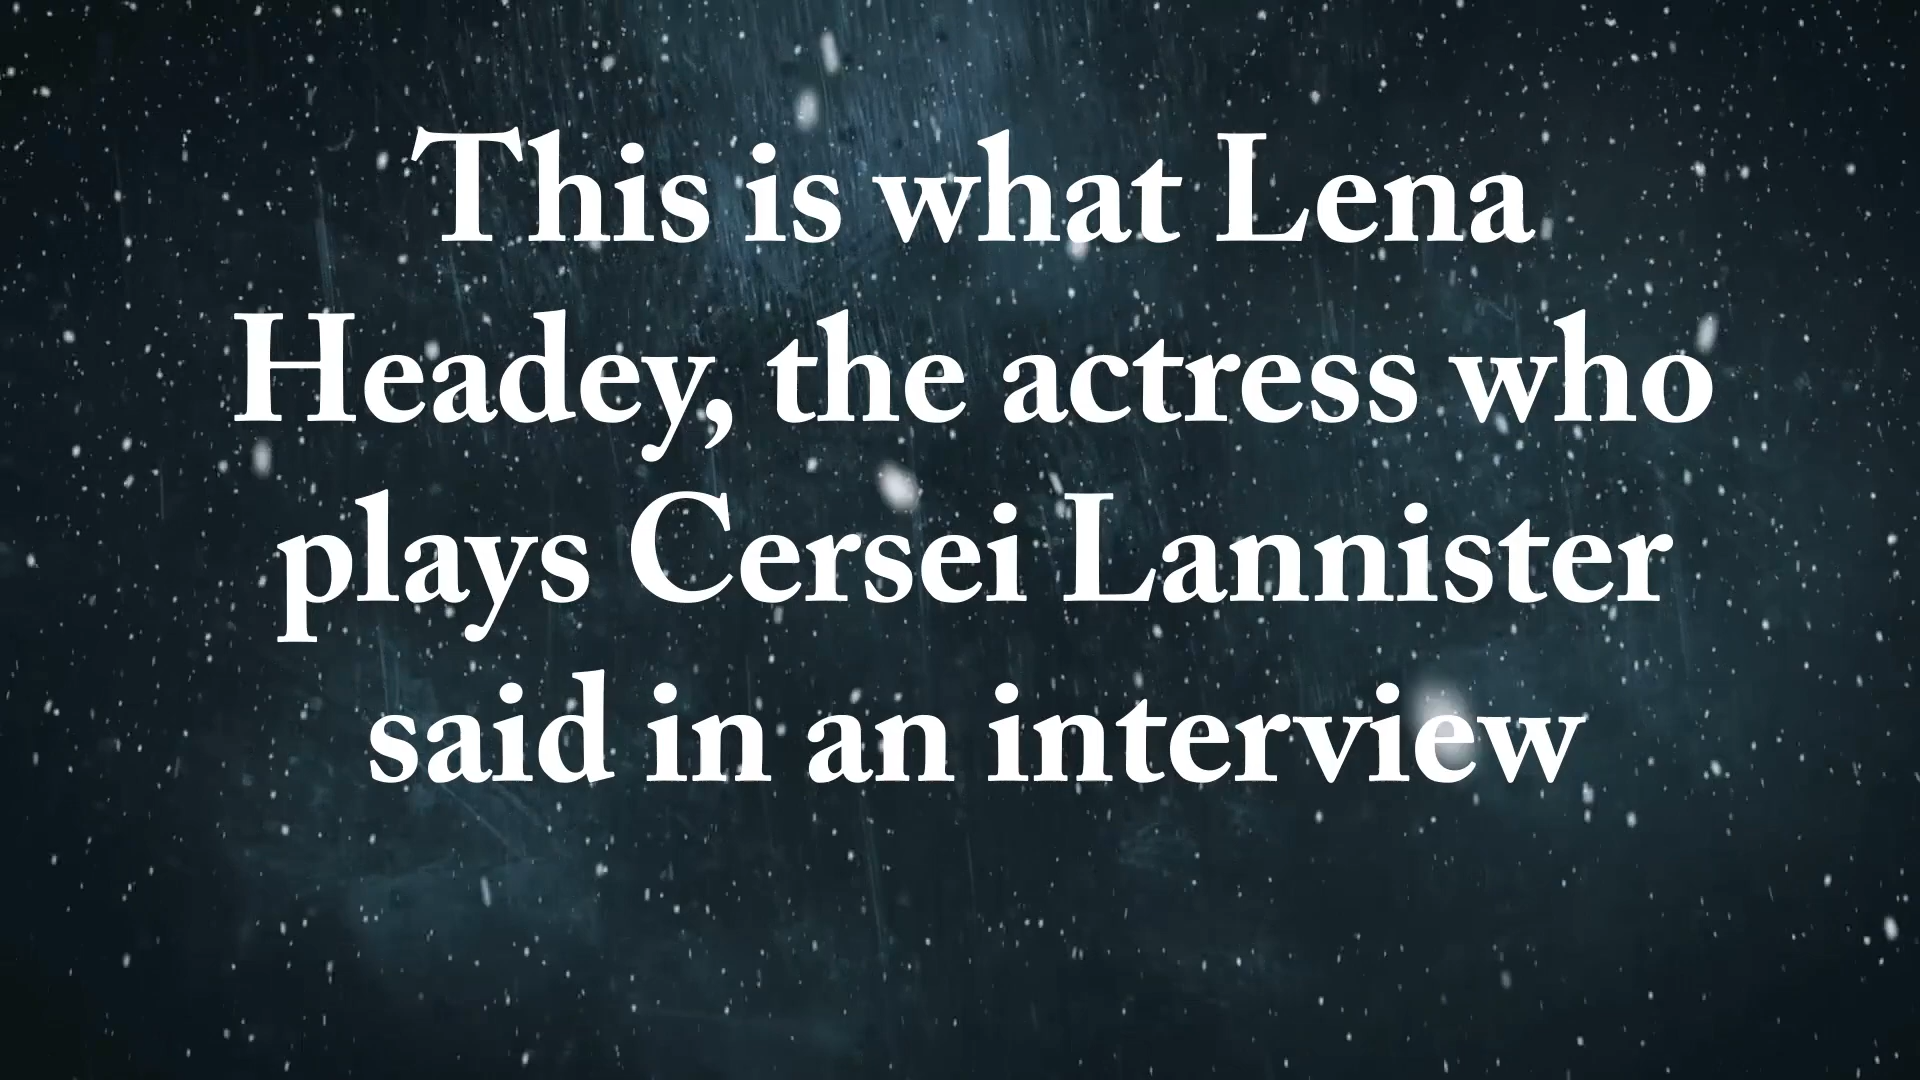 This is what Lena
Headey, the actress who
plays Cersei Lannister
said in an interview